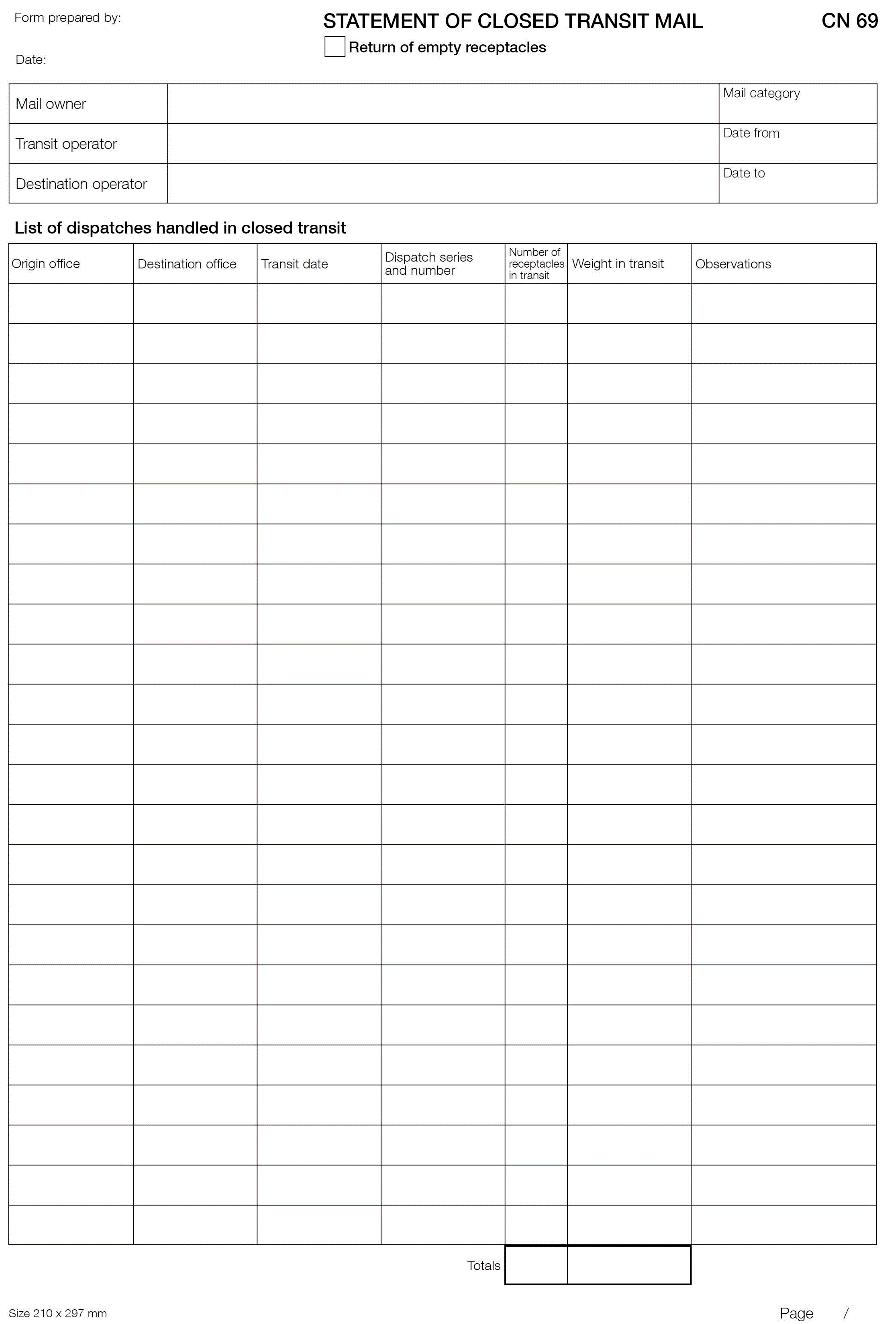 Form prepared by:
STATEMENT OF CLOSED TRANSIT MAIL
CN 69
Return of empty receptacles
Date:
Mail owner
Mail category
Transit operator
Date from
Destination operator
Date to
List of dispatches handled in closed transit
Origin office
Destination office
Transit date
Dispatch series
and number
Number of
receptacles
in transit
Weight in transit
Observations
Totals
Size 210 x 297 mm
Page /